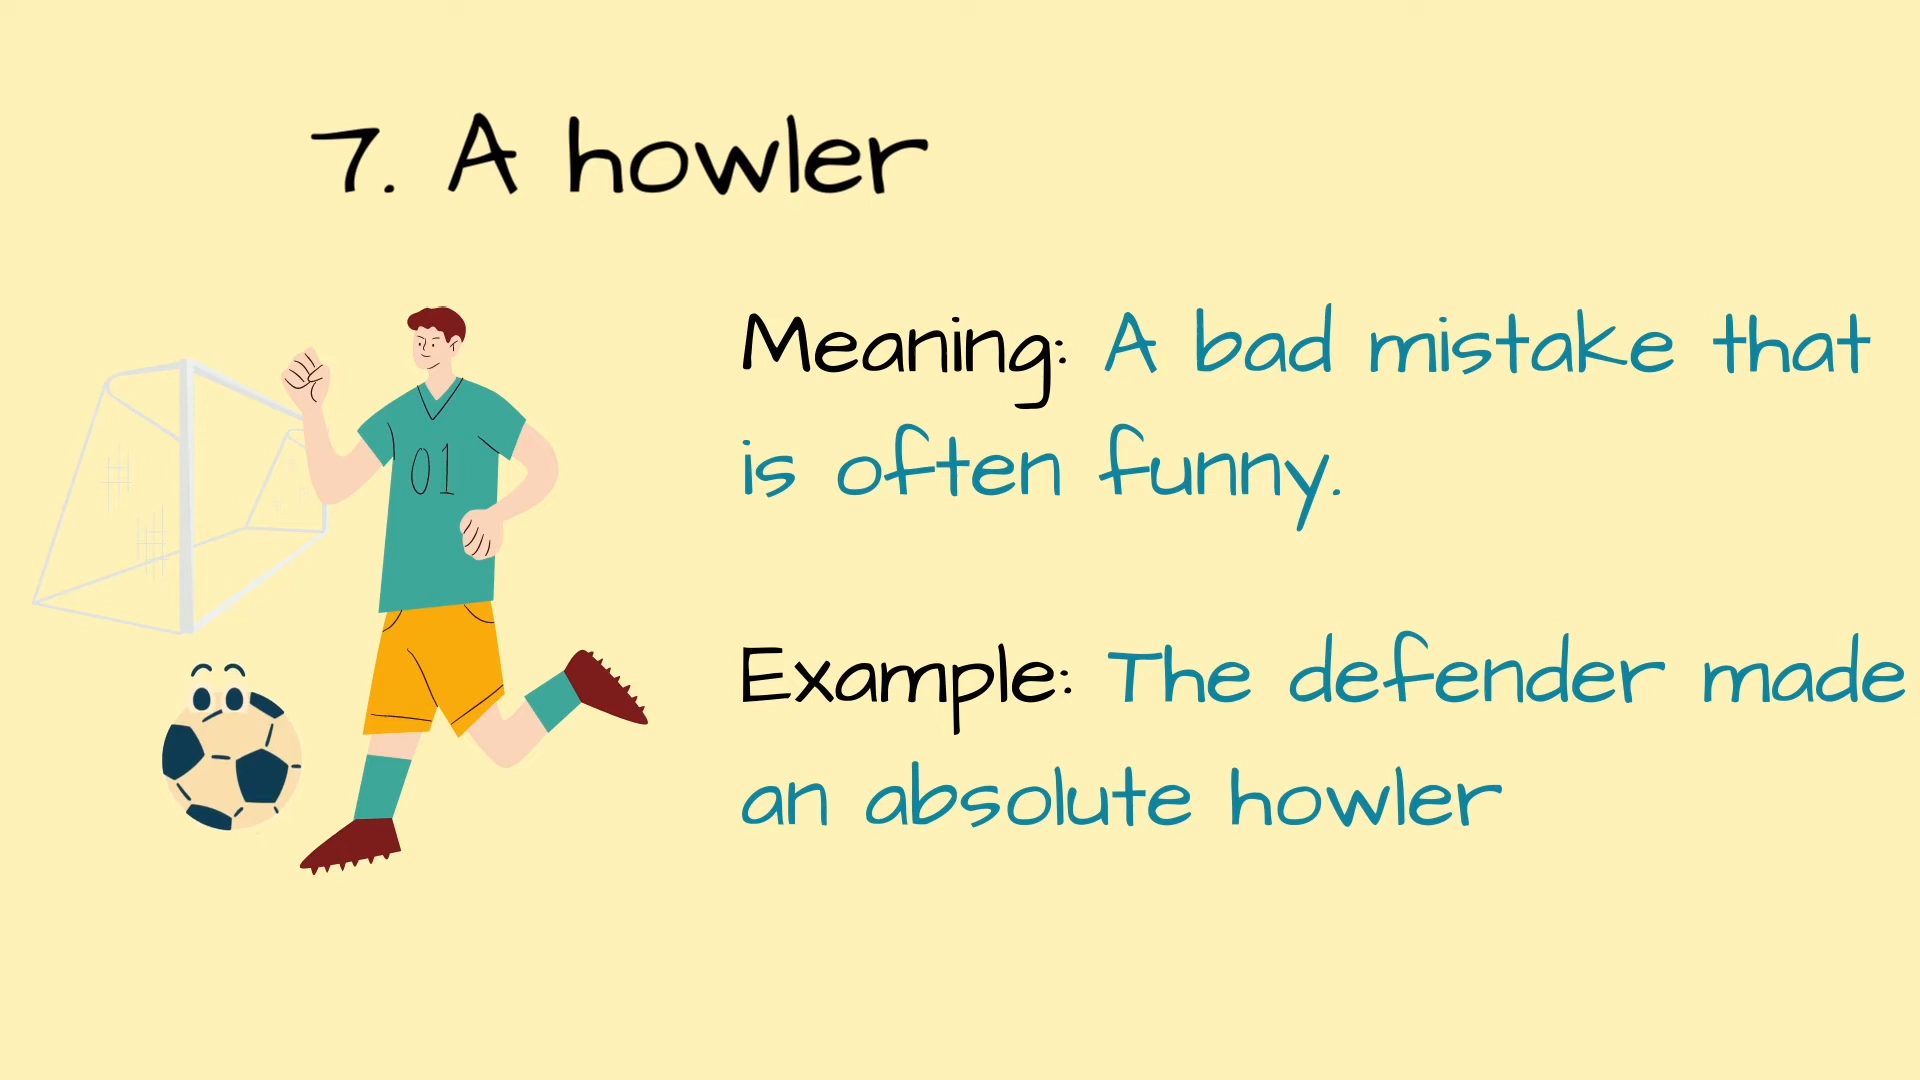 7. A howler
Meaning: A bad mistake that
is often funny.
01
Example: The defender made
an absolute howler